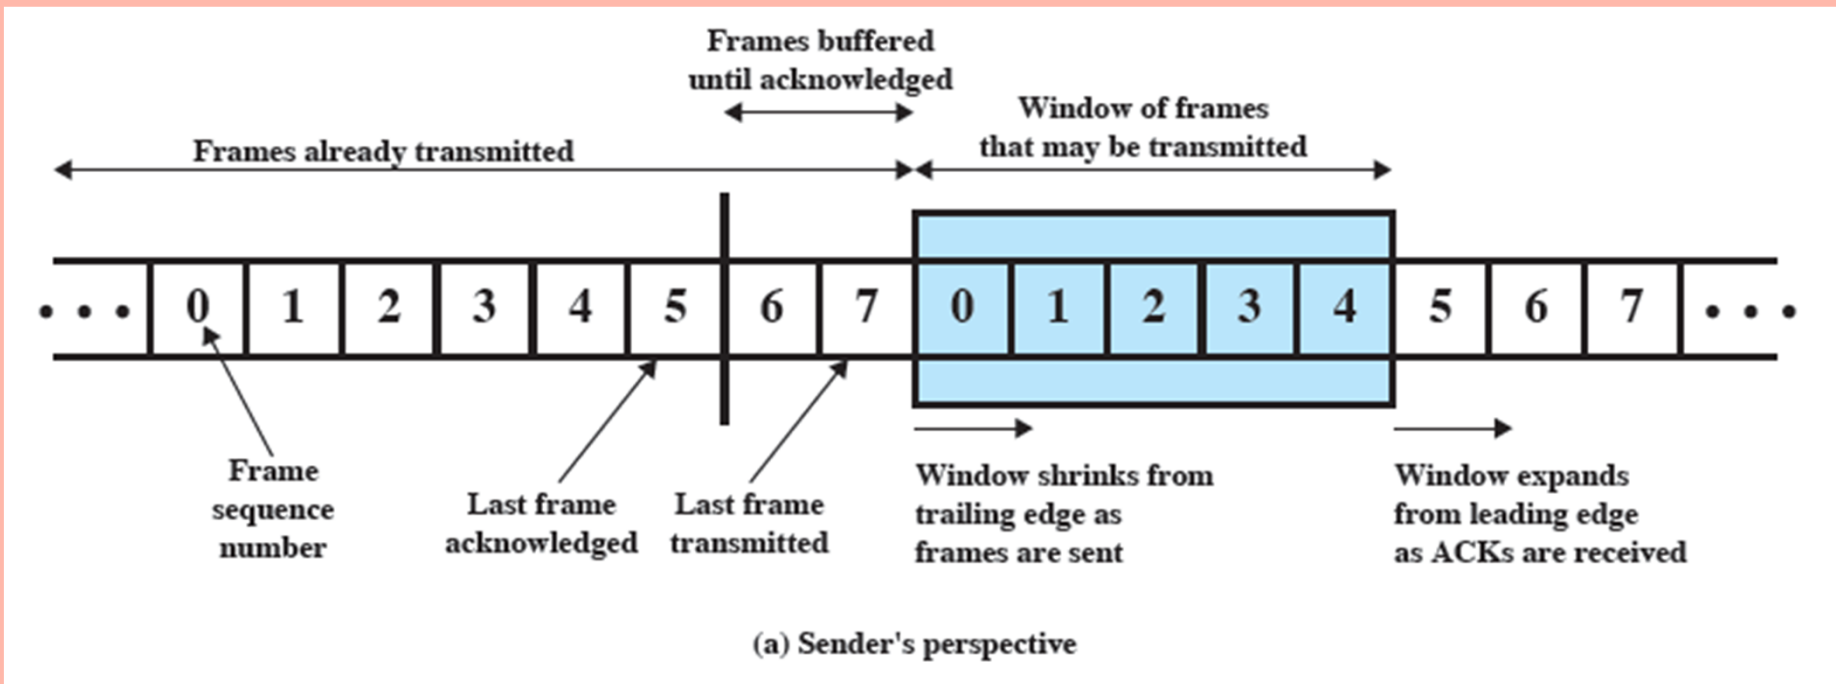 Frames buffered
until acknowledged
Window of frames
that may be transmitted
Frames already transmitted
• • • 0 1 2 3 4 5 6 7 0 1 2 3 4 5 6 7 • • •
Frame
sequence
number
Last frame
acknowledged
Last frame
transmitted
Window shrinks from
trailing edge as
frames are sent
Window expands
from leading edge
as ACKs are received
(a) Sender's perspective